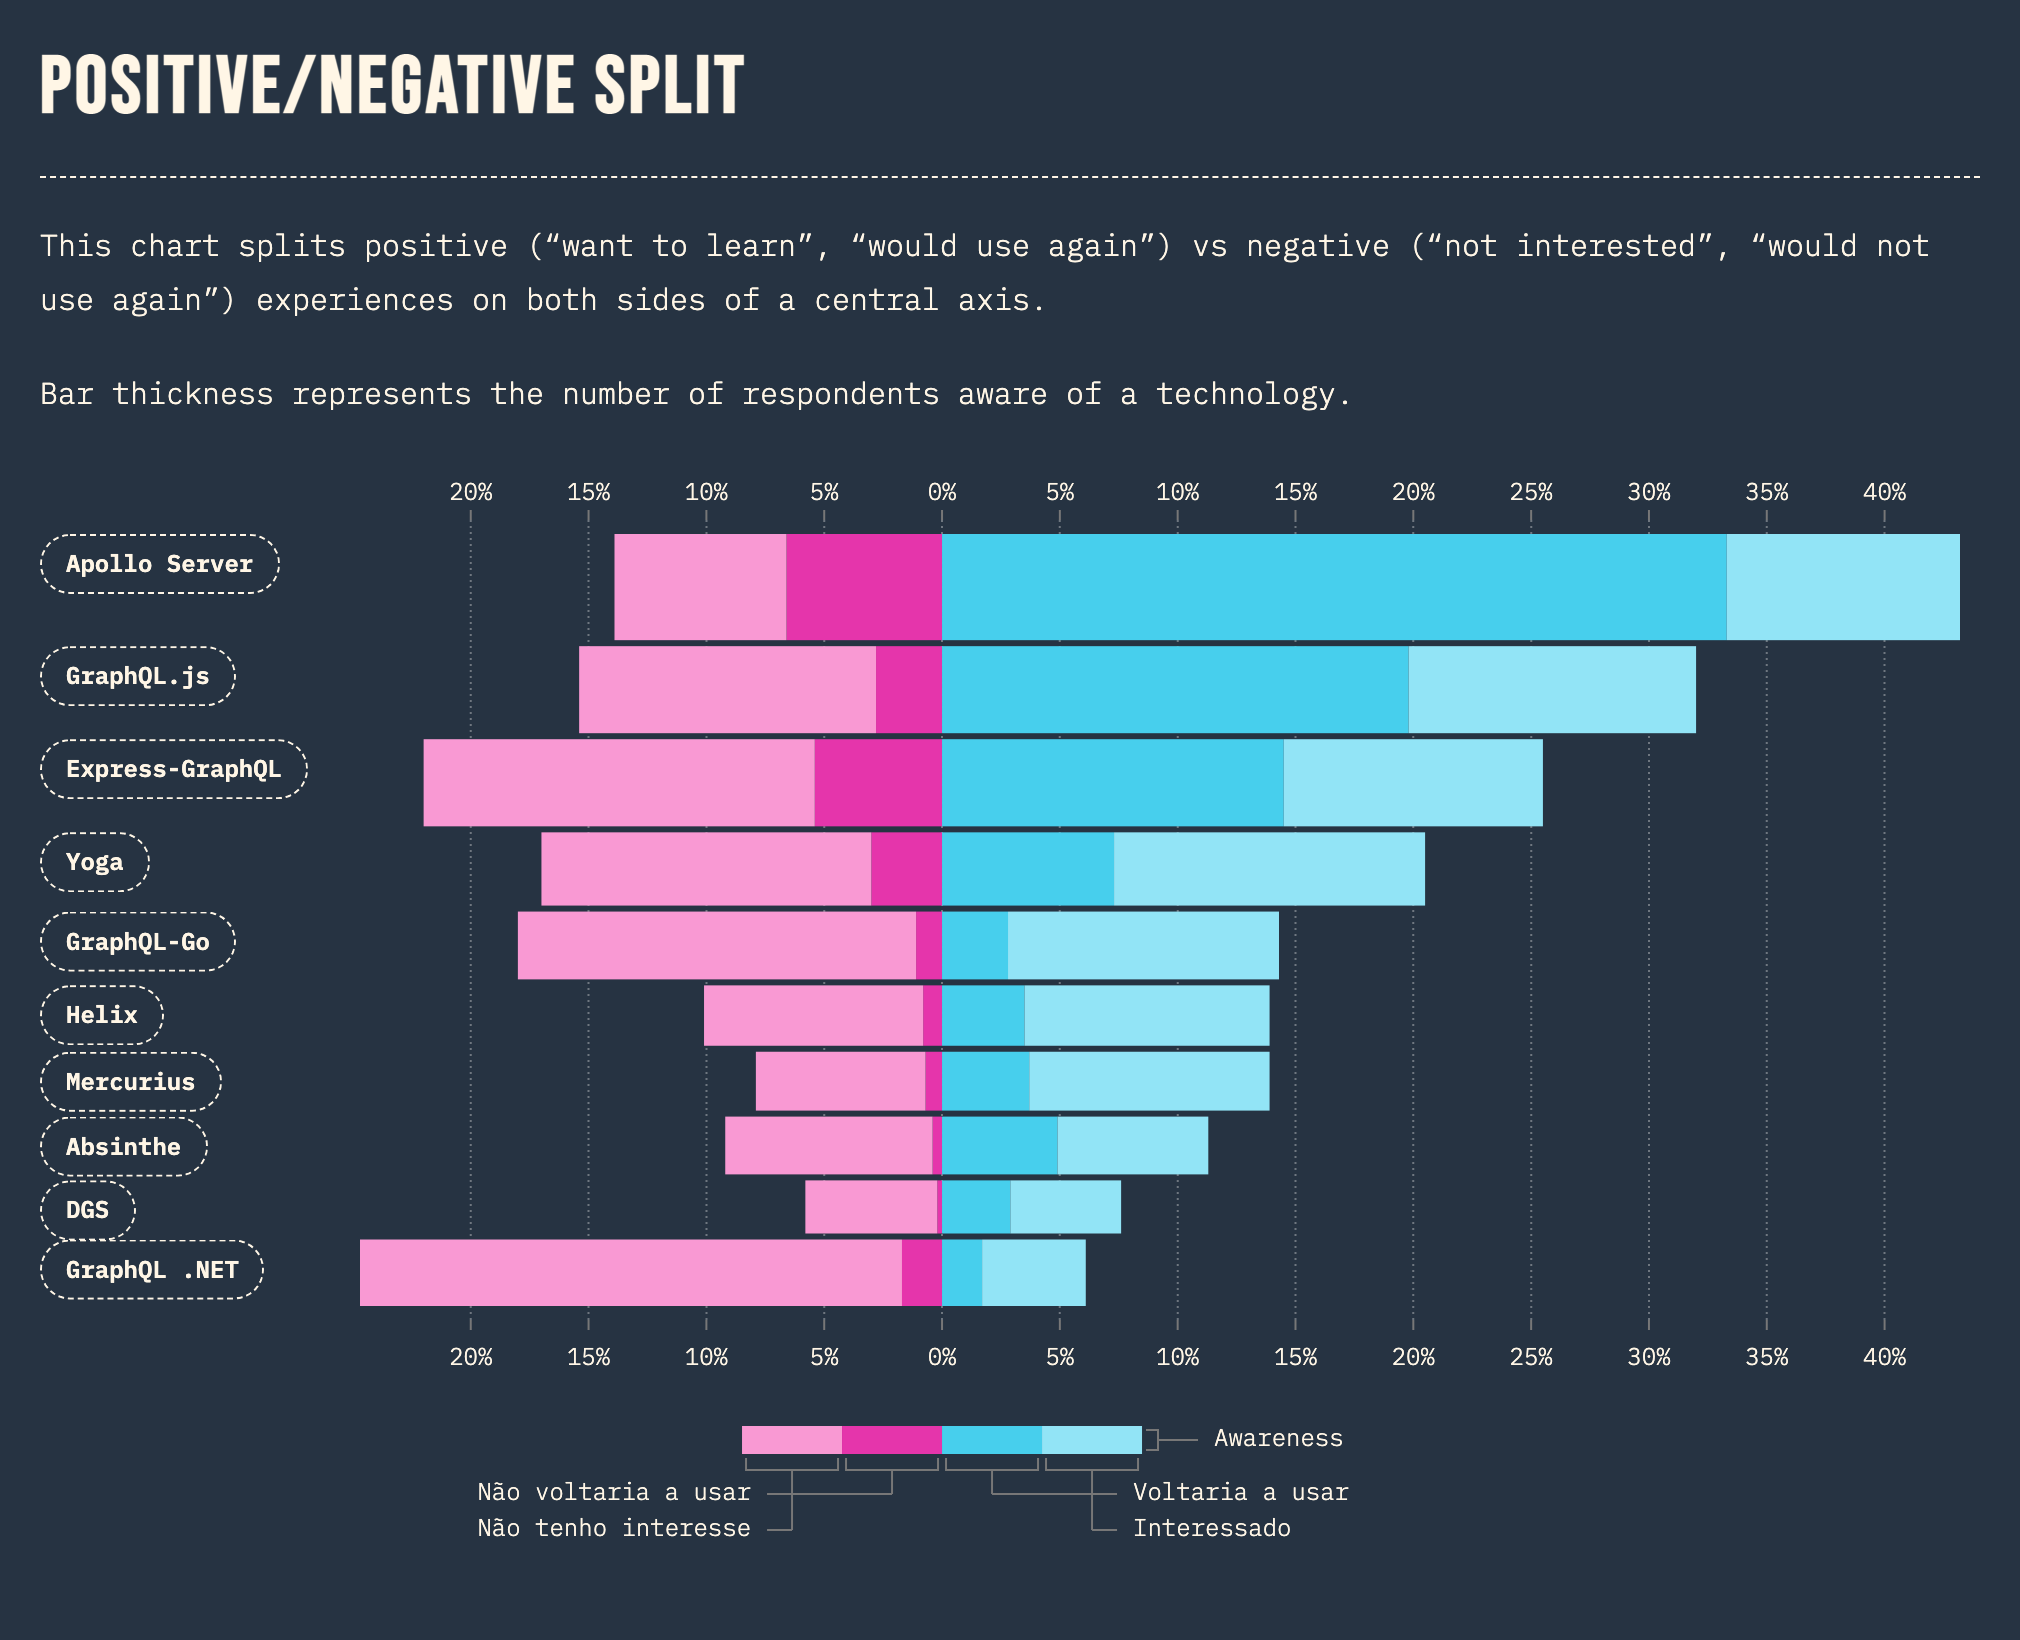 POSITIVE/NEGATIVE SPLIT
This chart splits positive (“want to learn”, “would use again”) vs negative (“not interested”, “would not
use again”) experiences on both sides of a central axis.
Bar thickness represents the number of respondents aware of a technology.
20% 15% 10% 5% 0% 5% 10% 15% 20% 25% 30% 35% 40%
Apollo Server
GraphQL.js
Express-GraphQL
Yoga
GraphQL-Go
Helix
Mercurius
Absinthe
DGS
GraphQL .NET
20% 15% 10% 5% 0% 5% 10% 15% 20% 25% 30% 35% 40%
Awareness
Não voltaria a usar
Voltaria a usar
Não tenho interesse
Interessado